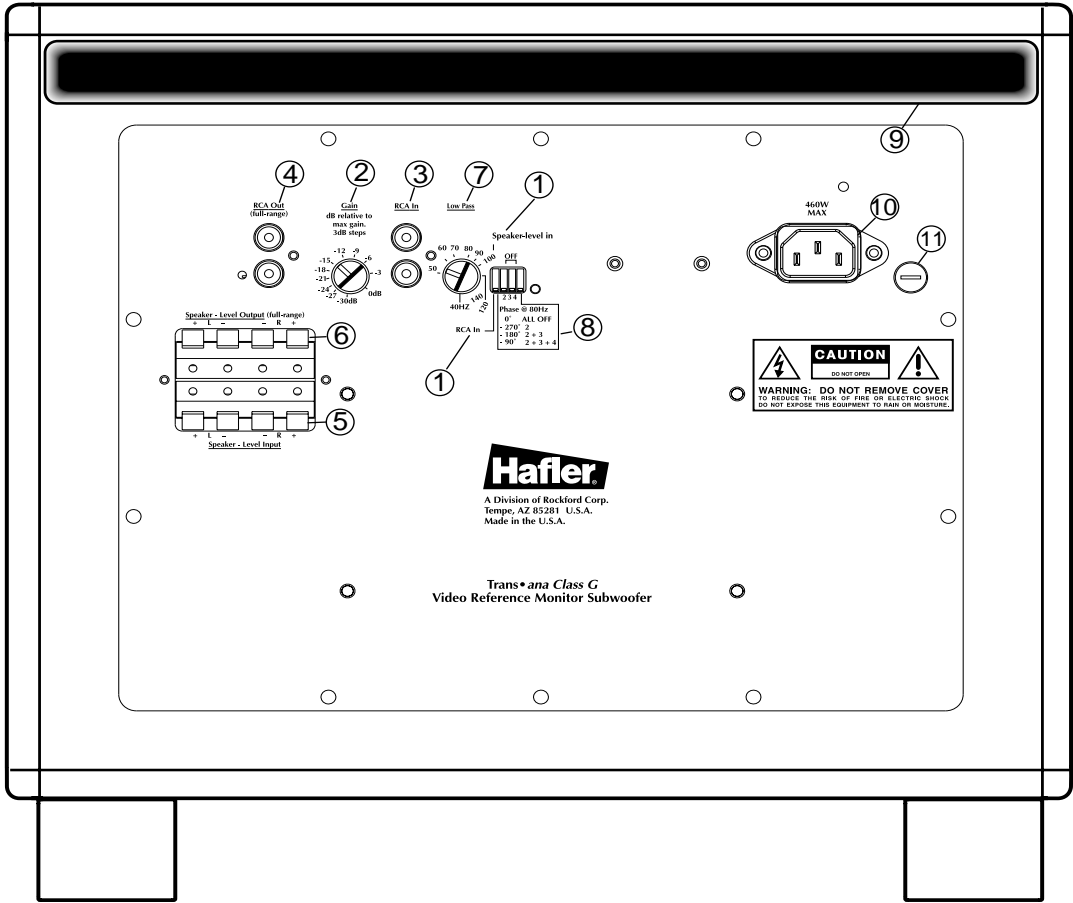 9
4
2
3
7
1
RCA Out
(full-range)
Gain
dB relative to
max gain.
3dB steps
RCA In
Low Pass
Speaker-level in
OFF
460W
MAX
10
11
-12 -9
-15 -6
-18
-21 -3
-24
-27 0dB
-30dB
60 70 80 90 100
50
40HZ 140 120
2 3 4
Phase @ 80Hz
0° ALL OFF
- 270° 2
- 180° 2 + 3
- 90° 2 + 3 + 4
8
RCA In
1
Speaker - Level Output (full-range)
+ L – – R +
6
5
+ L – – R +
Speaker - Level Input
CAUTION
DO NOT OPEN
WARNING: DO NOT REMOVE COVER
TO REDUCE THE RISK OF FIRE OR ELECTRIC SHOCK
DO NOT EXPOSE THIS EQUIPMENT TO RAIN OR MOISTURE.
Hafler®
A Division of Rockford Corp.
Tempe, AZ 85281 U.S.A.
Made in the U.S.A.
Trans•ana Class G
Video Reference Monitor Subwoofer